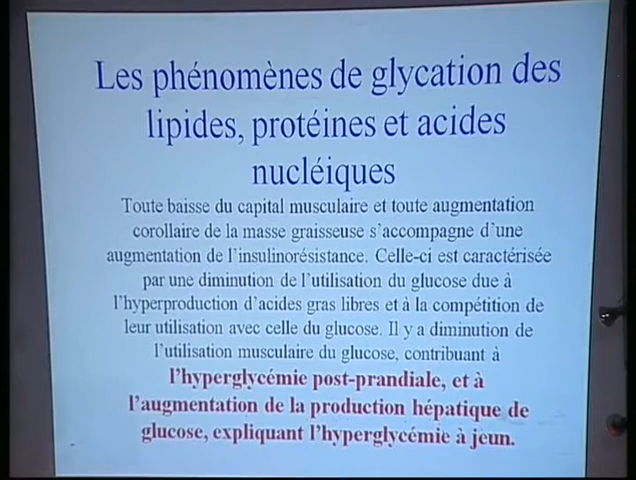 Les phénomènes de glycation des
lipides, protéines et acides
nucléiques
Toute baisse du capital musculaire et toute augmentation
corollaire de la masse graisseuse s'accompagne d'une
augmentation de l'insulinorésistance. Celle-ci est caractérisée
par une diminution de l'utilisation du glucose due à
l'hyperproduction d'acides gras libres et à la compétition de
leur utilisation avec celle du glucose. Il y a diminution de
l'utilisation musculaire du glucose, contribuant à
l'hyperglycémie post-prandiale, et à
l'augmentation de la production hépatique de
glucose, expliquant l'hyperglycémie à jeun.